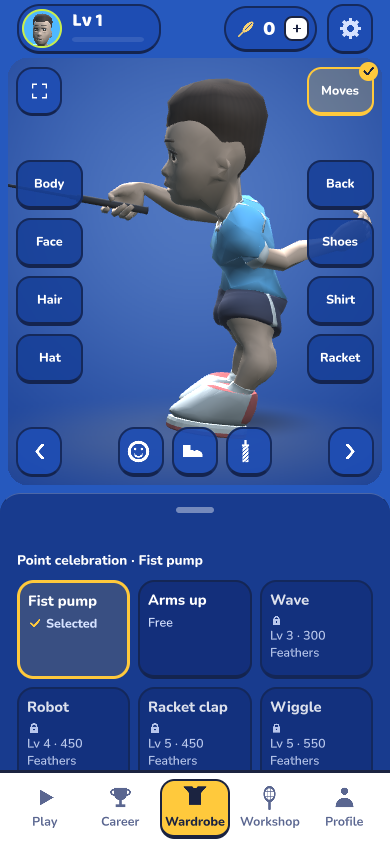 Lv 1
0
+
Moves
Body
Back
Face
Shoes
Hair
Shirt
Hat
Racket
Point celebration · Fist pump
Fist pump
Selected
Arms up
Free
Wave
Lv 3 · 300
Feathers
Robot
Lv 4 · 450
Feathers
Racket clap
Lv 5 · 450
Feathers
Wiggle
Lv 5 · 550
Feathers
Play
Career
Wardrobe
Workshop
Profile